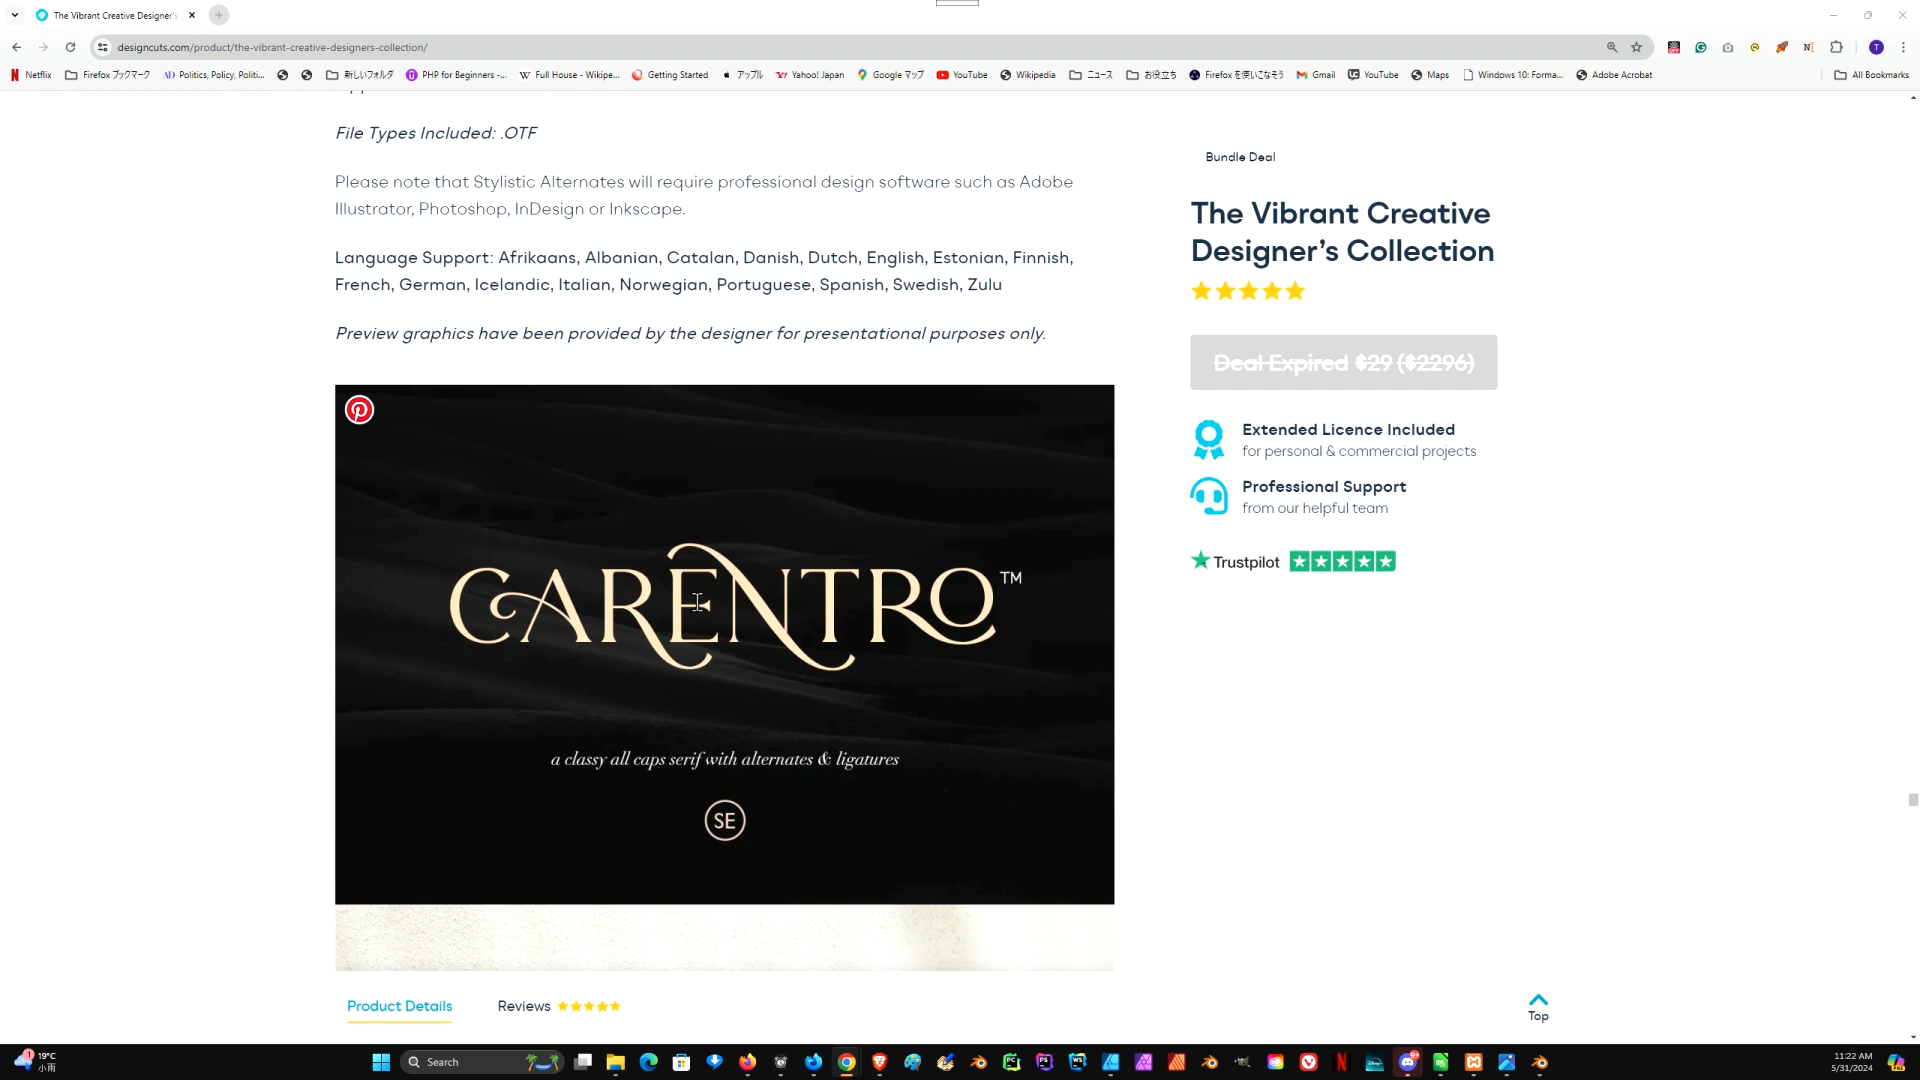 The Vibrant Creative Designer's
designcuts.com/product/the-vibrant-creative-designers-collection/
Netflix
Firefox ブックマーク
Politics, Policy, Politi...
新しいフォルダ
PHP for Beginners -...
Full House - Wikipe...
Getting Started
アップル
Yahoo! Japan
Google マップ
YouTube
Wikipedia
ニュース
お役立ち
Firefox を使いこなそう
Gmail
YouTube
Maps
Windows 10: Forma...
Adobe Acrobat
All Bookmarks
File Types Included: .OTF
Please note that Stylistic Alternates will require professional design software such as Adobe
Illustrator, Photoshop, InDesign or Inkscape.
Language Support: Afrikaans, Albanian, Catalan, Danish, Dutch, English, Estonian, Finnish,
French, German, Icelandic, Italian, Norwegian, Portuguese, Spanish, Swedish, Zulu
Preview graphics have been provided by the designer for presentational purposes only.
CARENTRO™
a classy all caps serif with alternates & ligatures
SE
Product Details
Reviews
Bundle Deal
The Vibrant Creative
Designer's Collection
Deal Expired $29 ($2296)
Extended Licence Included
for personal & commercial projects
Professional Support
from our helpful team
Trustpilot
Top
19°C
小雨
Search
11:22 AM
5/31/2024